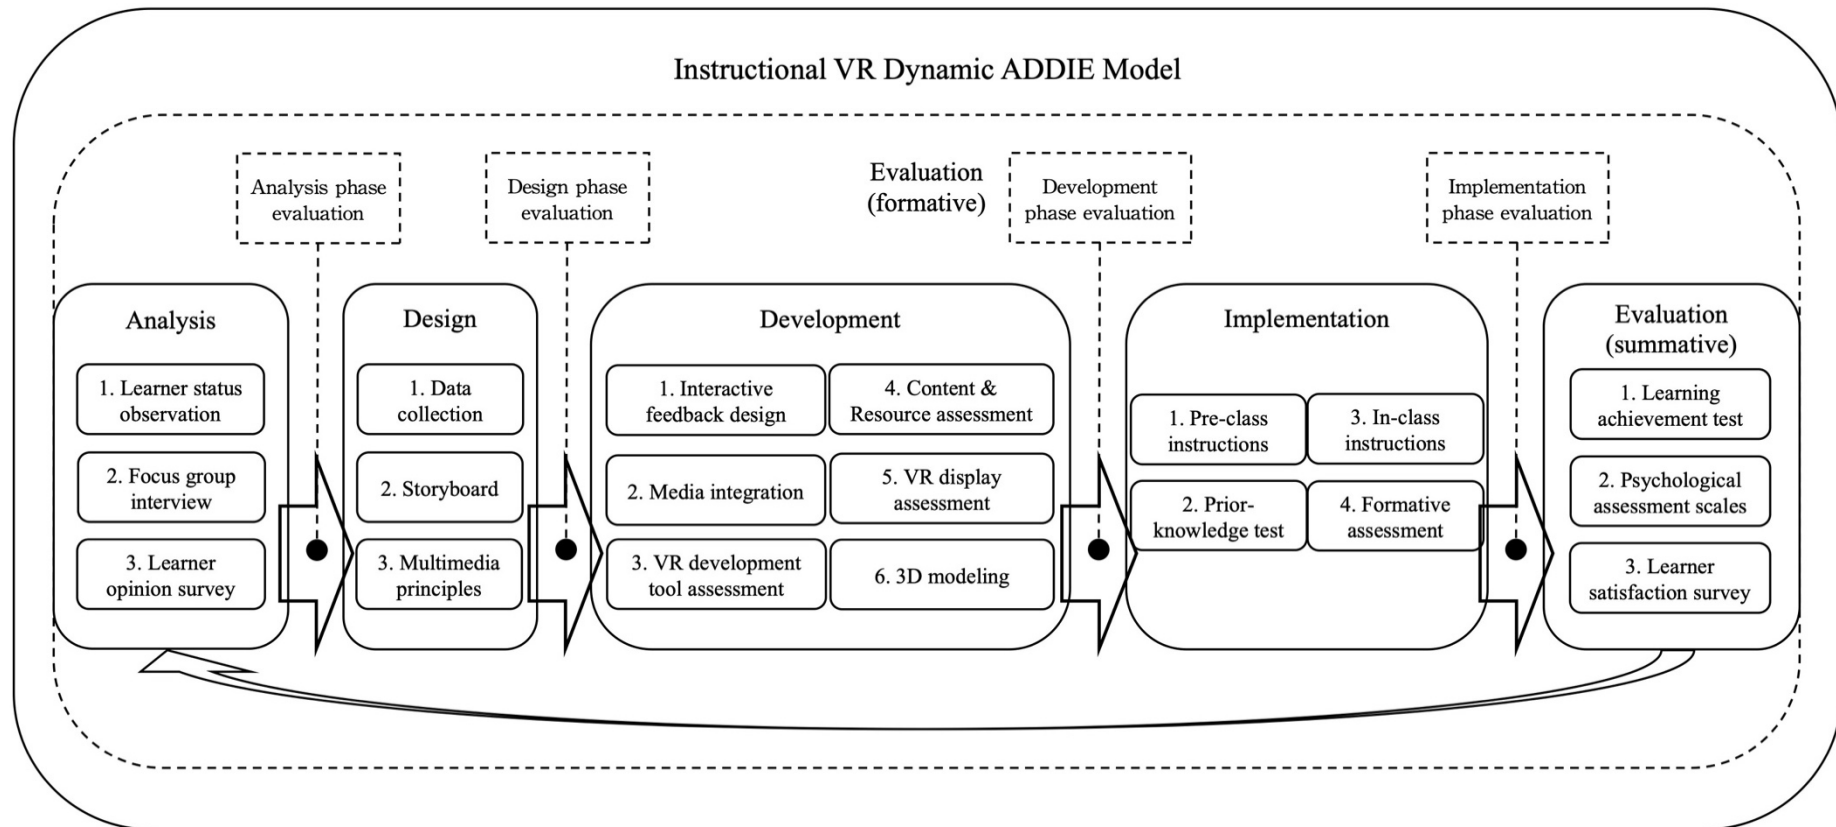 Instructional VR Dynamic ADDIE Model
Analysis phase
evaluation
Design phase
evaluation
Evaluation
(formative)
Development
phase evaluation
Implementation
phase evaluation
Analysis
1. Learner status
observation
2. Focus group
interview
3. Learner
opinion survey
Design
1. Data
collection
2. Storyboard
3. Multimedia
principles
Development
1. Interactive
feedback design
2. Media integration
3. VR development
tool assessment
4. Content &
Resource assessment
5. VR display
assessment
6. 3D modeling
Implementation
1. Pre-class
instructions
2. Prior-
knowledge test
3. In-class
instructions
4. Formative
assessment
Evaluation
(summative)
1. Learning
achievement test
2. Psychological
assessment scales
3. Learner
satisfaction survey